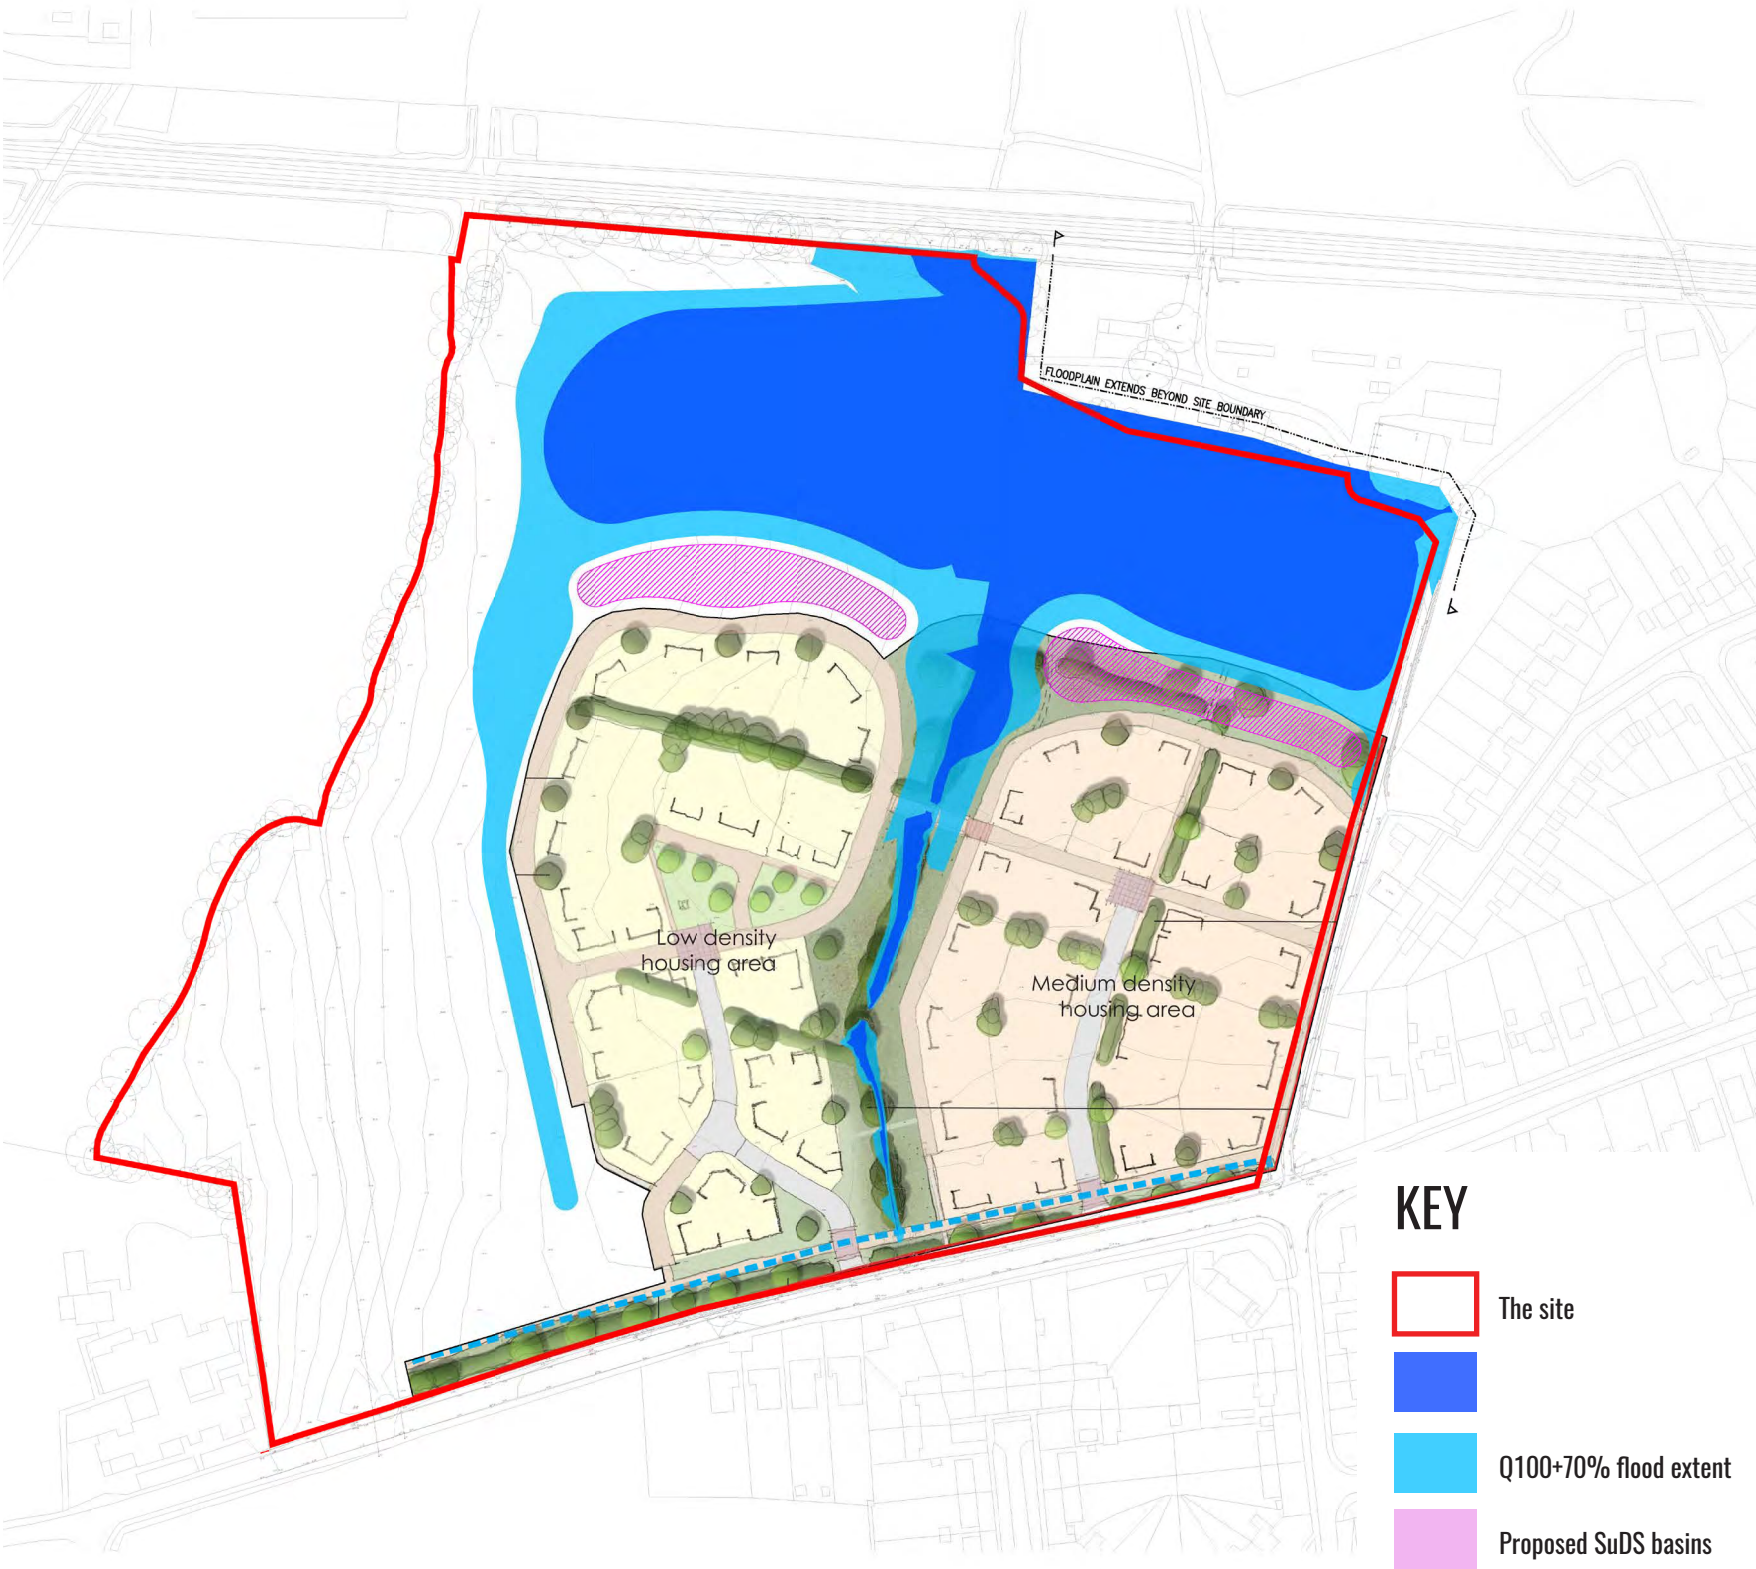 FLOODPLAIN EXTENDS BEYOND SITE BOUNDARY
Low density
housing area
Medium density
housing area
KEY
The site
Q100+70% flood extent
Proposed SuDS basins